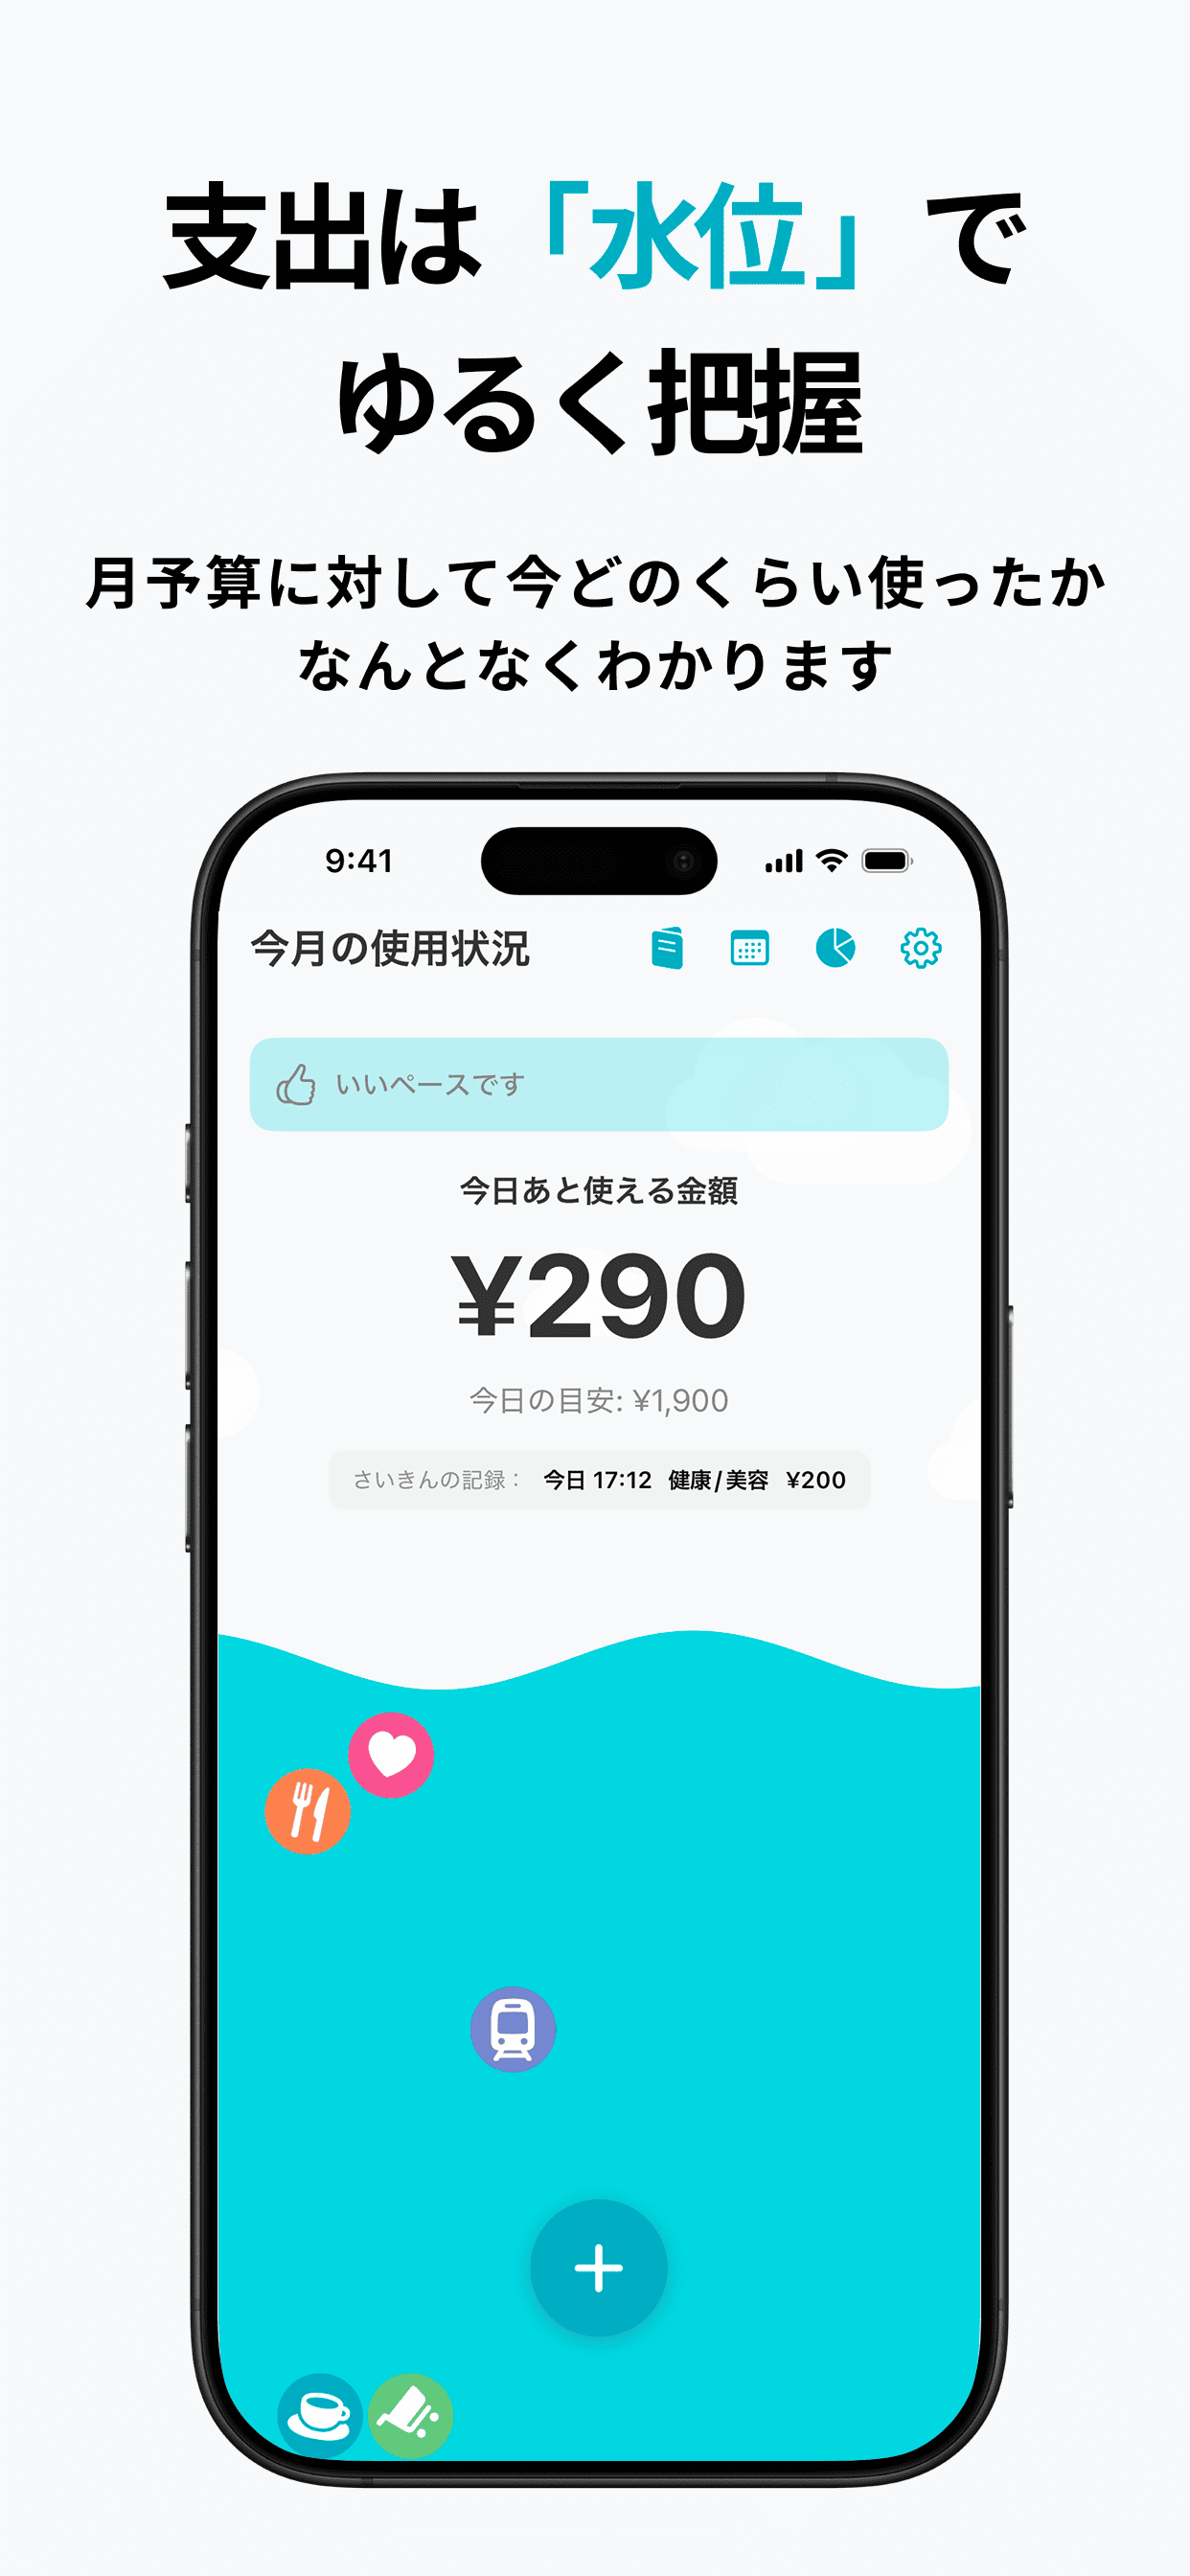 支出は「水位」で
ゆるく把握
月予算に対して今どのくらい使ったか
なんとなくわかります
9:41
今月の使用状況
いいペースです
今日あと使える金額
¥290
今日の目安: ¥1,900
さいきんの記録： 今日 17:12 健康/美容 ¥200